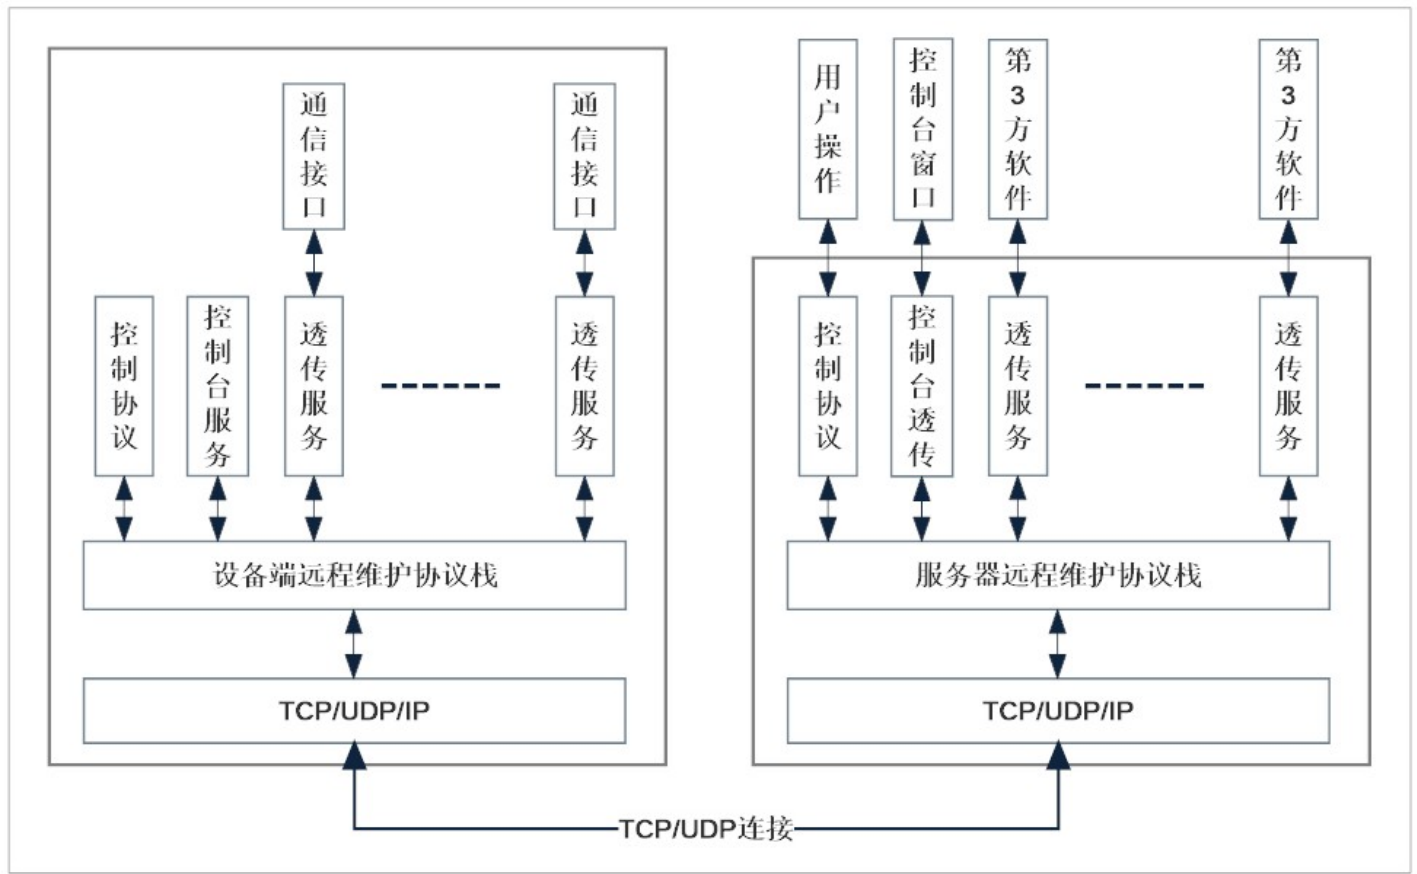 通信接口
通信接口
控制协议
控制台服务
透传服务
透传服务
设备端远程维护协议栈
TCP/UDP/IP
用户操作
控制台窗口
第3方软件
第3方软件
控制协议
控制台透传
透传服务
透传服务
服务器远程维护协议栈
TCP/UDP/IP
TCP/UDP连接